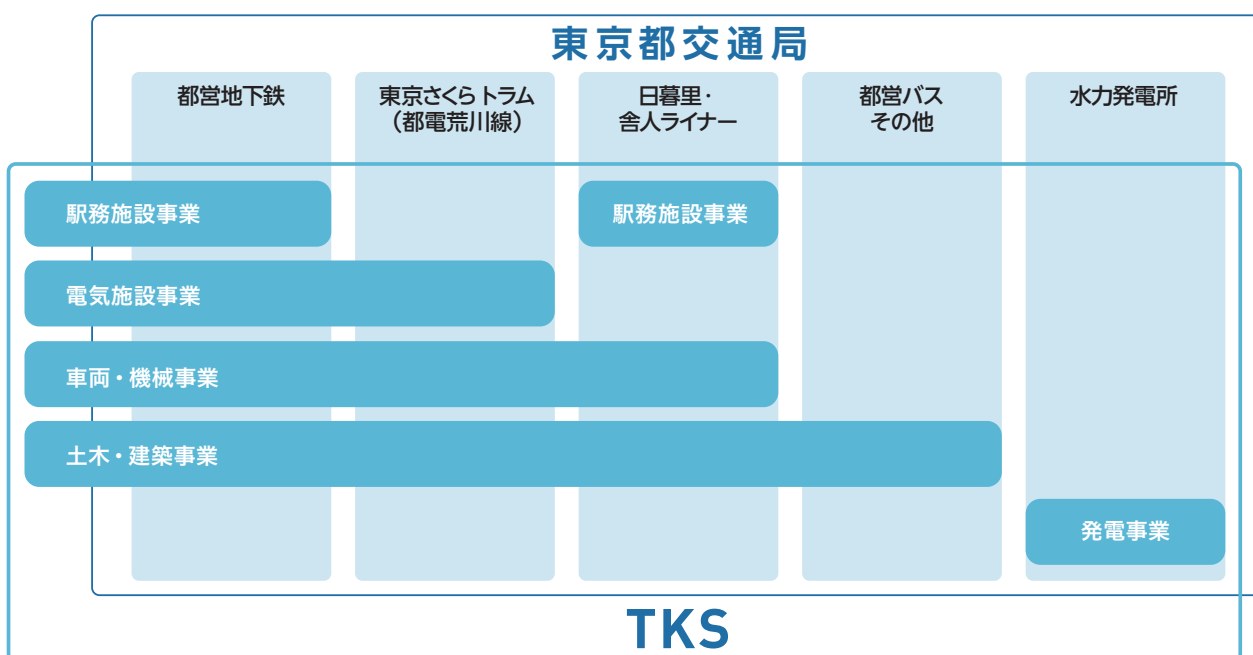 東京都交通局
都営地下鉄
東京さくらトラム
（都電荒川線）
日暮里・
舎人ライナー
都営バス
その他
水力発電所
駅務施設事業
駅務施設事業
電気施設事業
車両・機械事業
土木・建築事業
発電事業
TKS